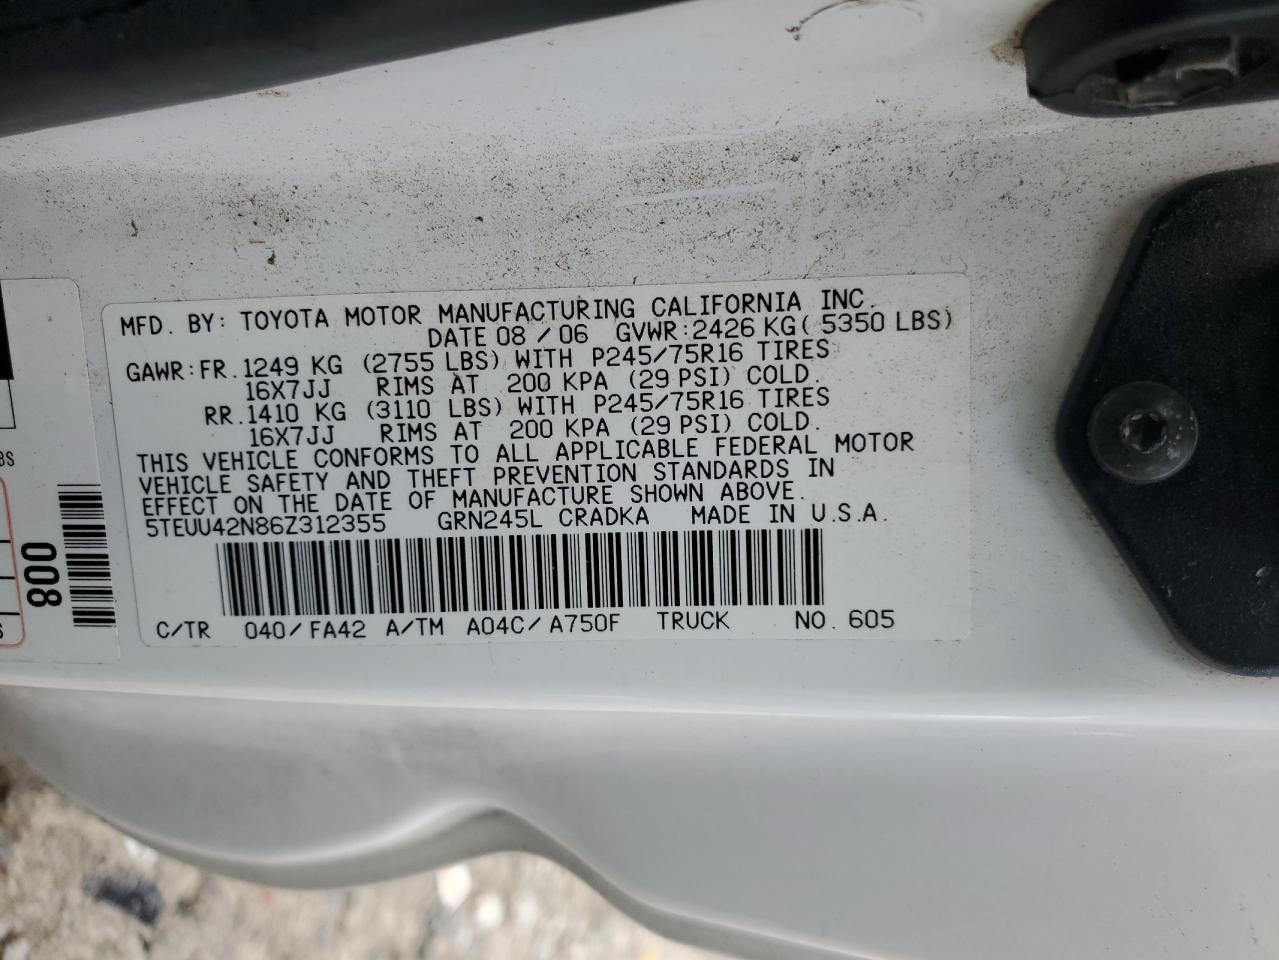 MFD. BY: TOYOTA MOTOR MANUFACTURING CALIFORNIA INC.
DATE 08 / 06 GVWR: 2426 KG ( 5350 LBS)
GAWR: FR. 1249 KG (2755 LBS) WITH P245/75R16 TIRES
16X7JJ RIMS AT 200 KPA (29 PSI) COLD.
RR. 1410 KG (3110 LBS) WITH P245/75R16 TIRES
16X7JJ RIMS AT 200 KPA (29 PSI) COLD.
THIS VEHICLE CONFORMS TO ALL APPLICABLE FEDERAL MOTOR
VEHICLE SAFETY AND THEFT PREVENTION STANDARDS IN
EFFECT ON THE DATE OF MANUFACTURE SHOWN ABOVE.
5TEUU42N86Z312355 GRN245L CRADKA MADE IN U.S.A.
C/TR 040/FA42 A/TM A04C/A750F TRUCK NO. 605
008